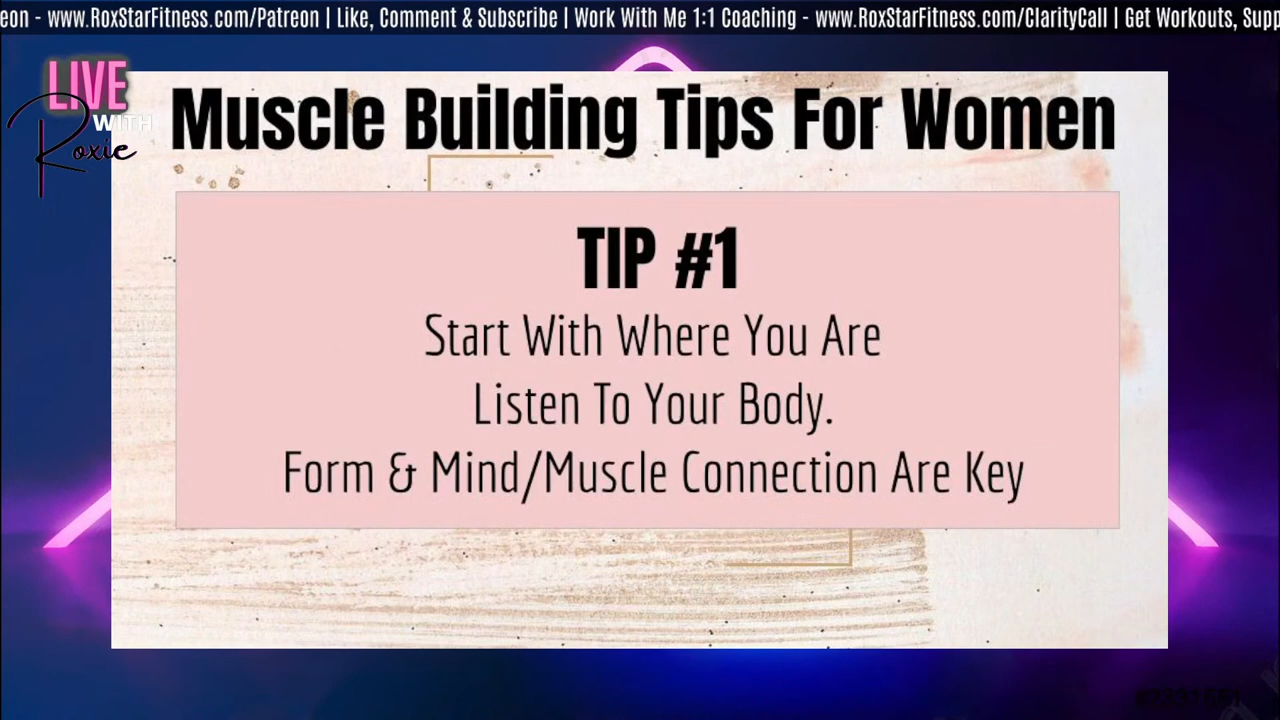 eon - www.RoxStarFitness.com/Patreon | Like, Comment & Subscribe | Work With Me 1:1 Coaching - www.RoxStarFitness.com/ClarityCall | Get Workouts, Supp
LIVE
WITH
Roxie
Muscle Building Tips For Women
TIP #1
Start With Where You Are
Listen To Your Body.
Form & Mind/Muscle Connection Are Key